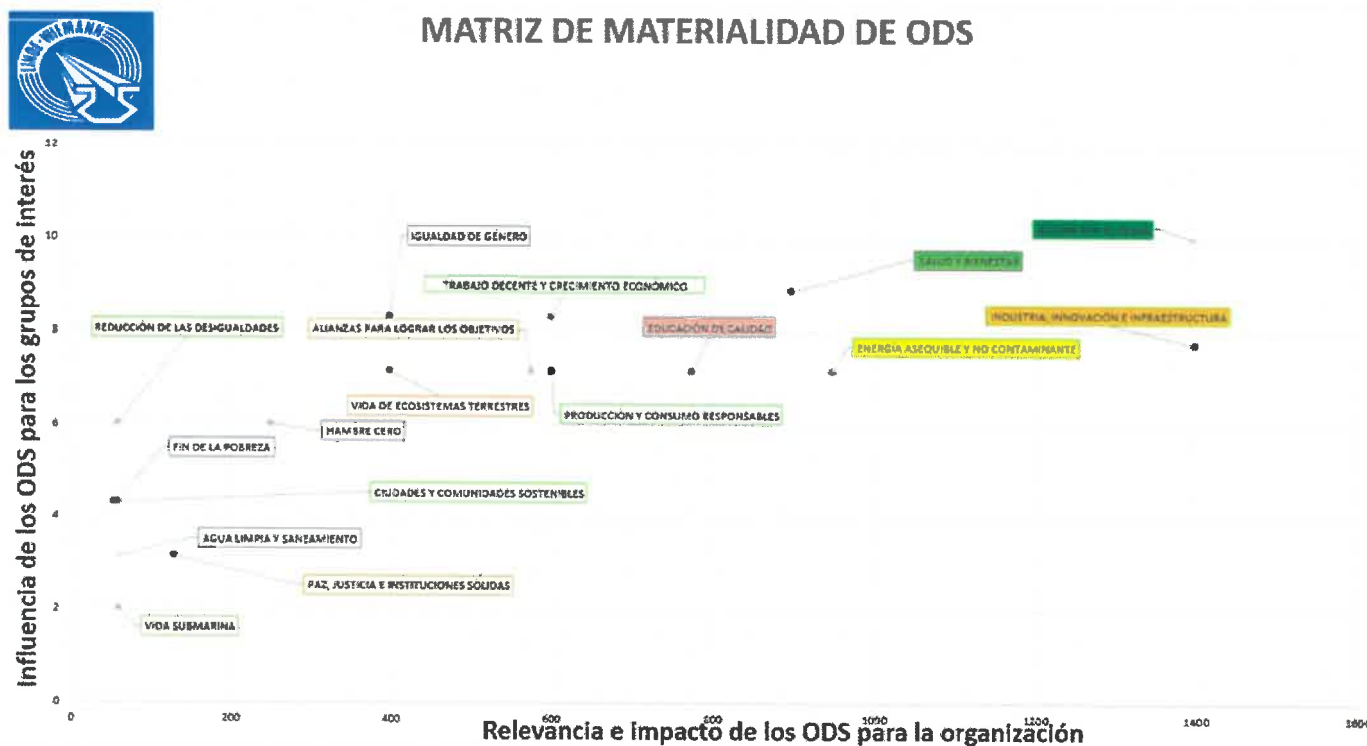 LINDE-WIEMANN
MATRIZ DE MATERIALIDAD DE ODS
Influencia de los ODS para los grupos de interés
12
10
8
6
4
2
0
IGUALDAD DE GÉNERO
SALUD Y BIENESTAR
TRABAJO DECENTE Y CRECIMIENTO ECONÓMICO
REDUCCIÓN DE LAS DESIGUALDADES
ALIANZAS PARA LOGRAR LOS OBJETIVOS
EDUCACIÓN DE CALIDAD
INDUSTRIA, INNOVACIÓN E INFRAESTRUCTURA
ENERGÍA ASEQUIBLE Y NO CONTAMINANTE
VIDA DE ECOSISTEMAS TERRESTRES
PRODUCCIÓN Y CONSUMO RESPONSABLES
HAMBRE CERO
FIN DE LA POBREZA
CIUDADES Y COMUNIDADES SOSTENIBLES
AGUA LIMPIA Y SANEAMIENTO
PAZ, JUSTICIA E INSTITUCIONES SÓLIDAS
VIDA SUBMARINA
0
200
400
600
800
1000
1200
1400
1600
Relevancia e impacto de los ODS para la organización